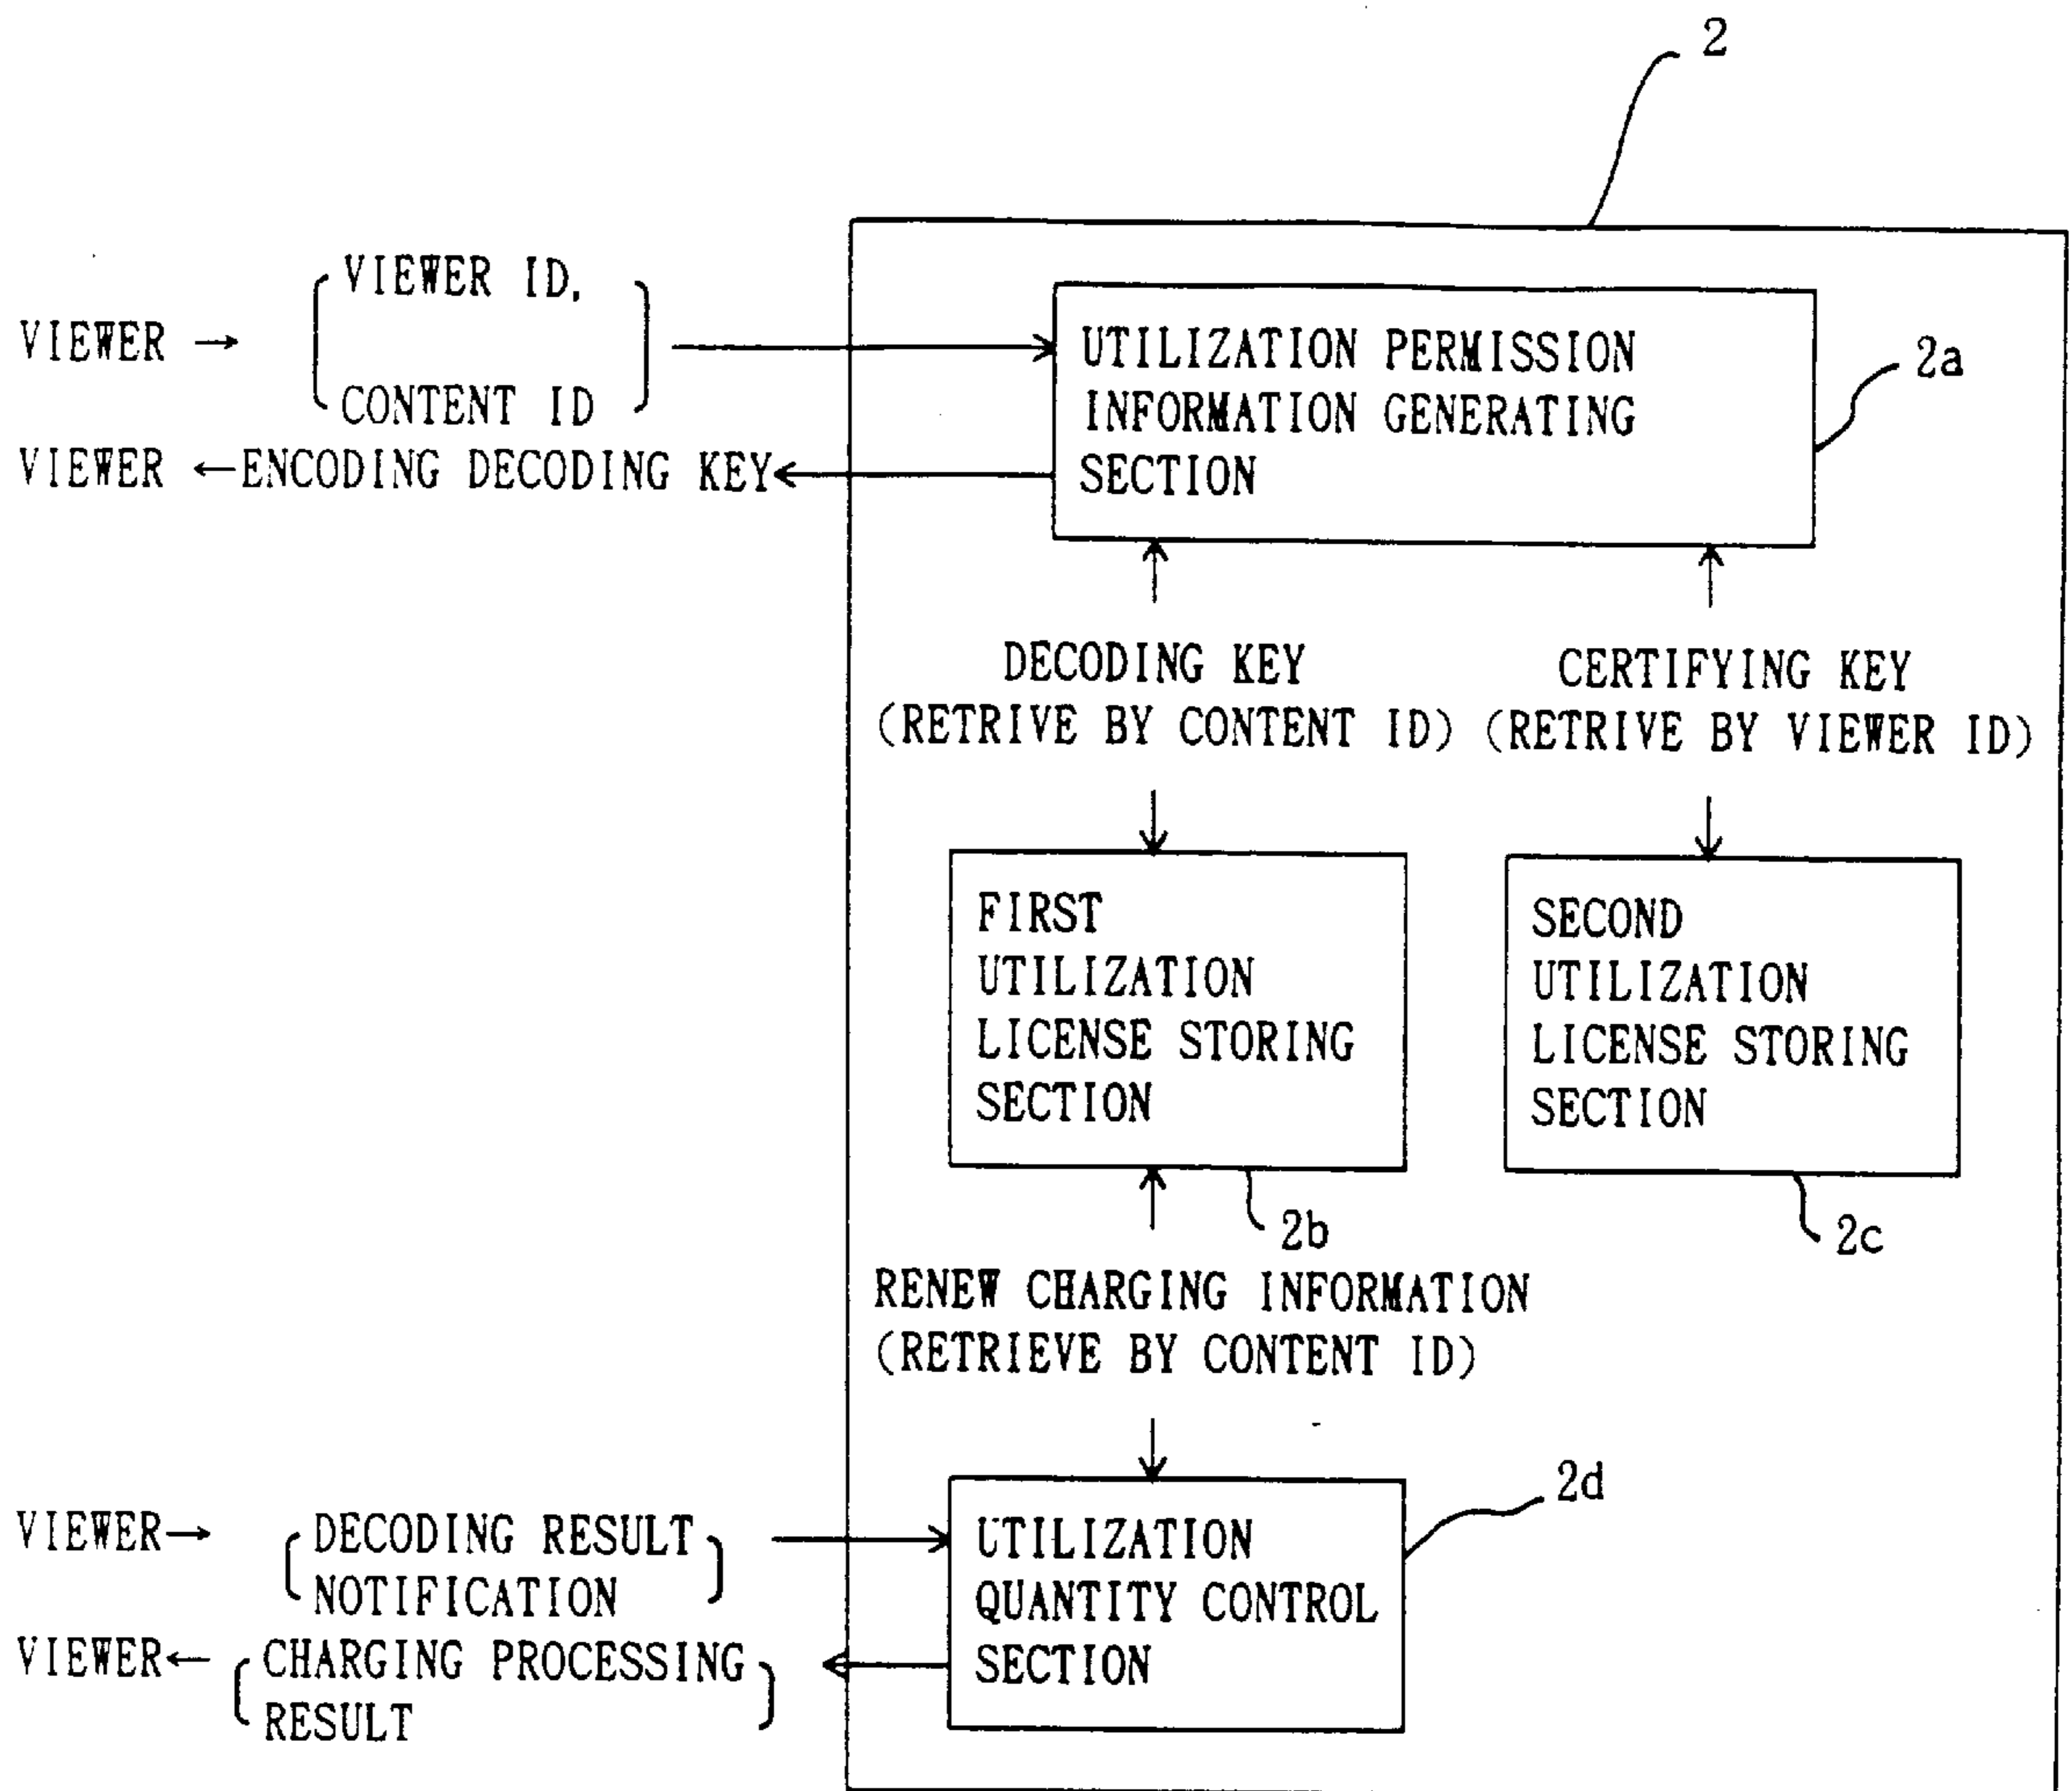 2
VIEWER ID,
VIEWER →
CONTENT ID
VIEWER ←ENCODING DECODING KEY
UTILIZATION PERMISSION
INFORMATION GENERATING
SECTION
2a
DECODING KEY
(RETRIVE BY CONTENT ID)
CERTIFYING KEY
(RETRIVE BY VIEWER ID)
FIRST
UTILIZATION
LICENSE STORING
SECTION
2b
SECOND
UTILIZATION
LICENSE STORING
SECTION
2c
RENEW CHARGING INFORMATION
(RETRIEVE BY CONTENT ID)
VIEWER→
DECODING RESULT
NOTIFICATION
VIEWER←
CHARGING PROCESSING
RESULT
UTILIZATION
QUANTITY CONTROL
SECTION
2d